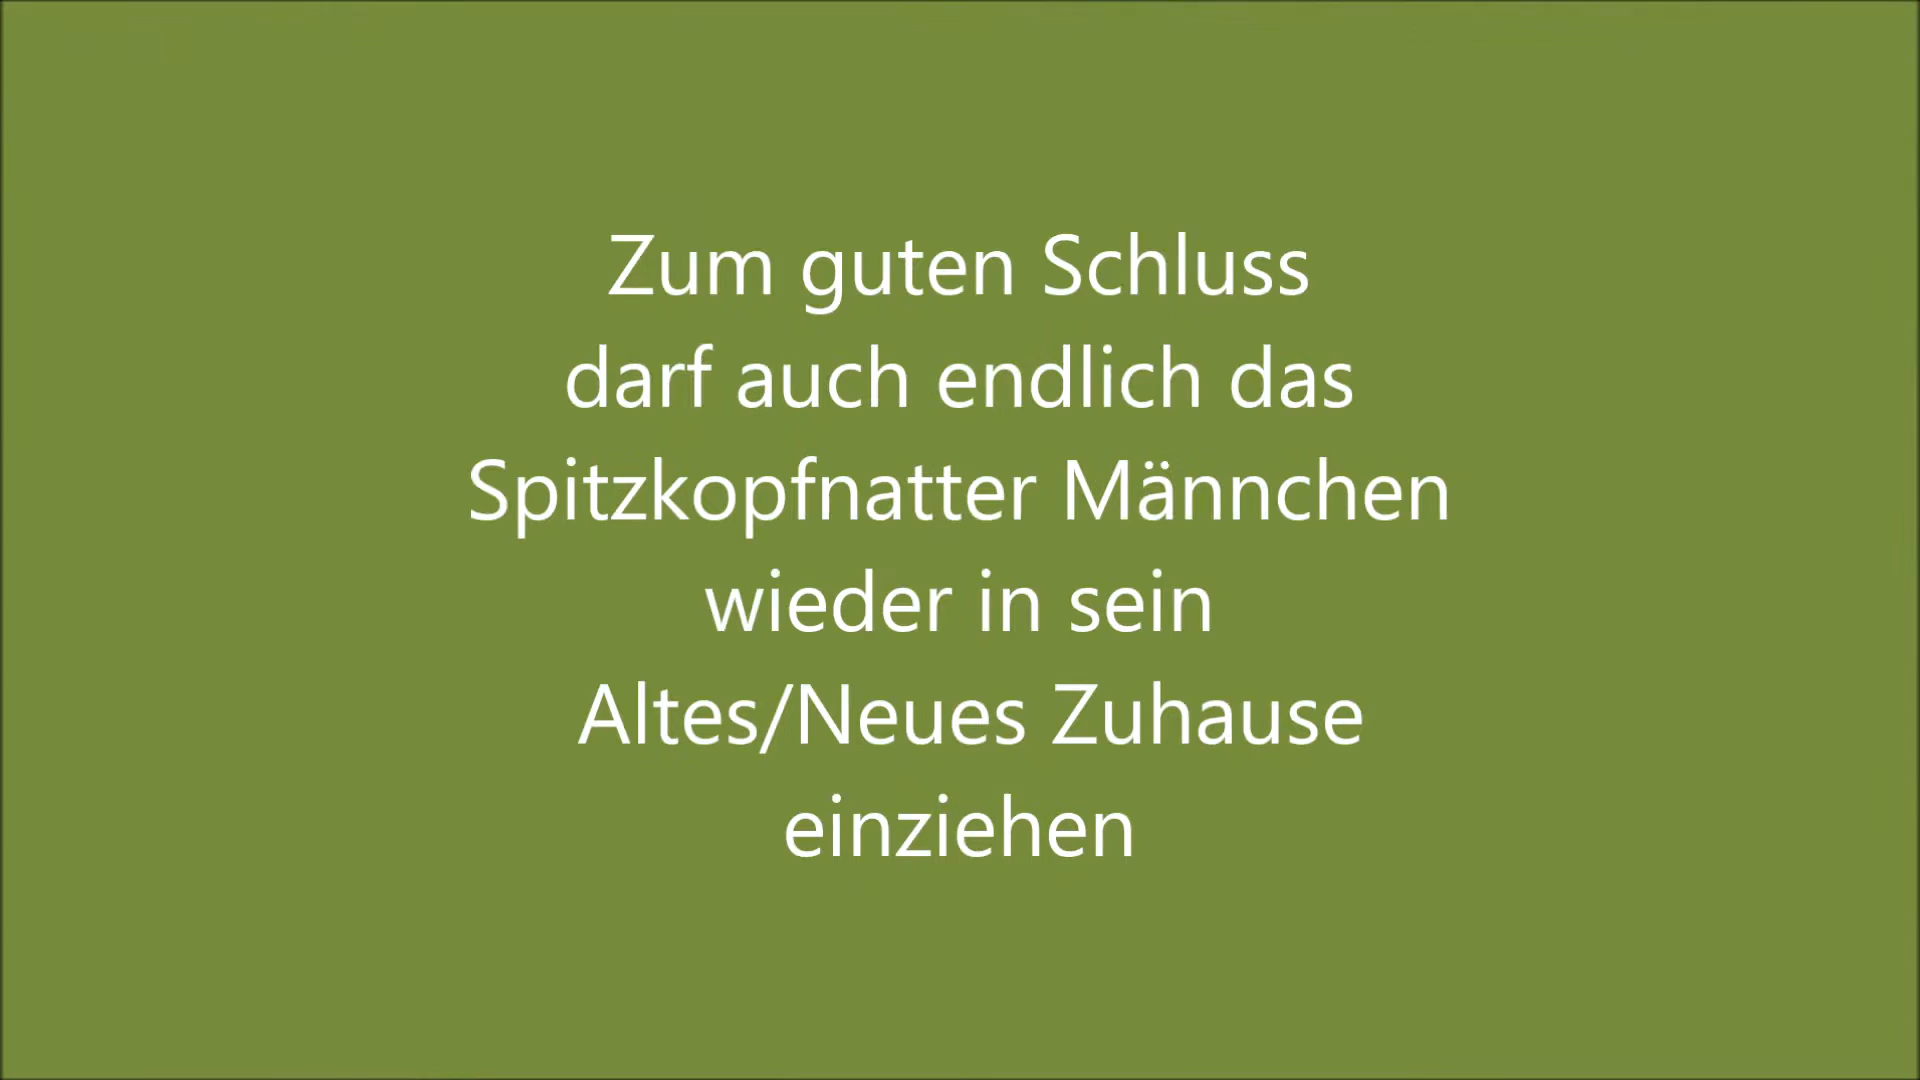 Zum guten Schluss
darf auch endlich das
Spitzkopfnatter Männchen
wieder in sein
Altes/Neues Zuhause
einziehen